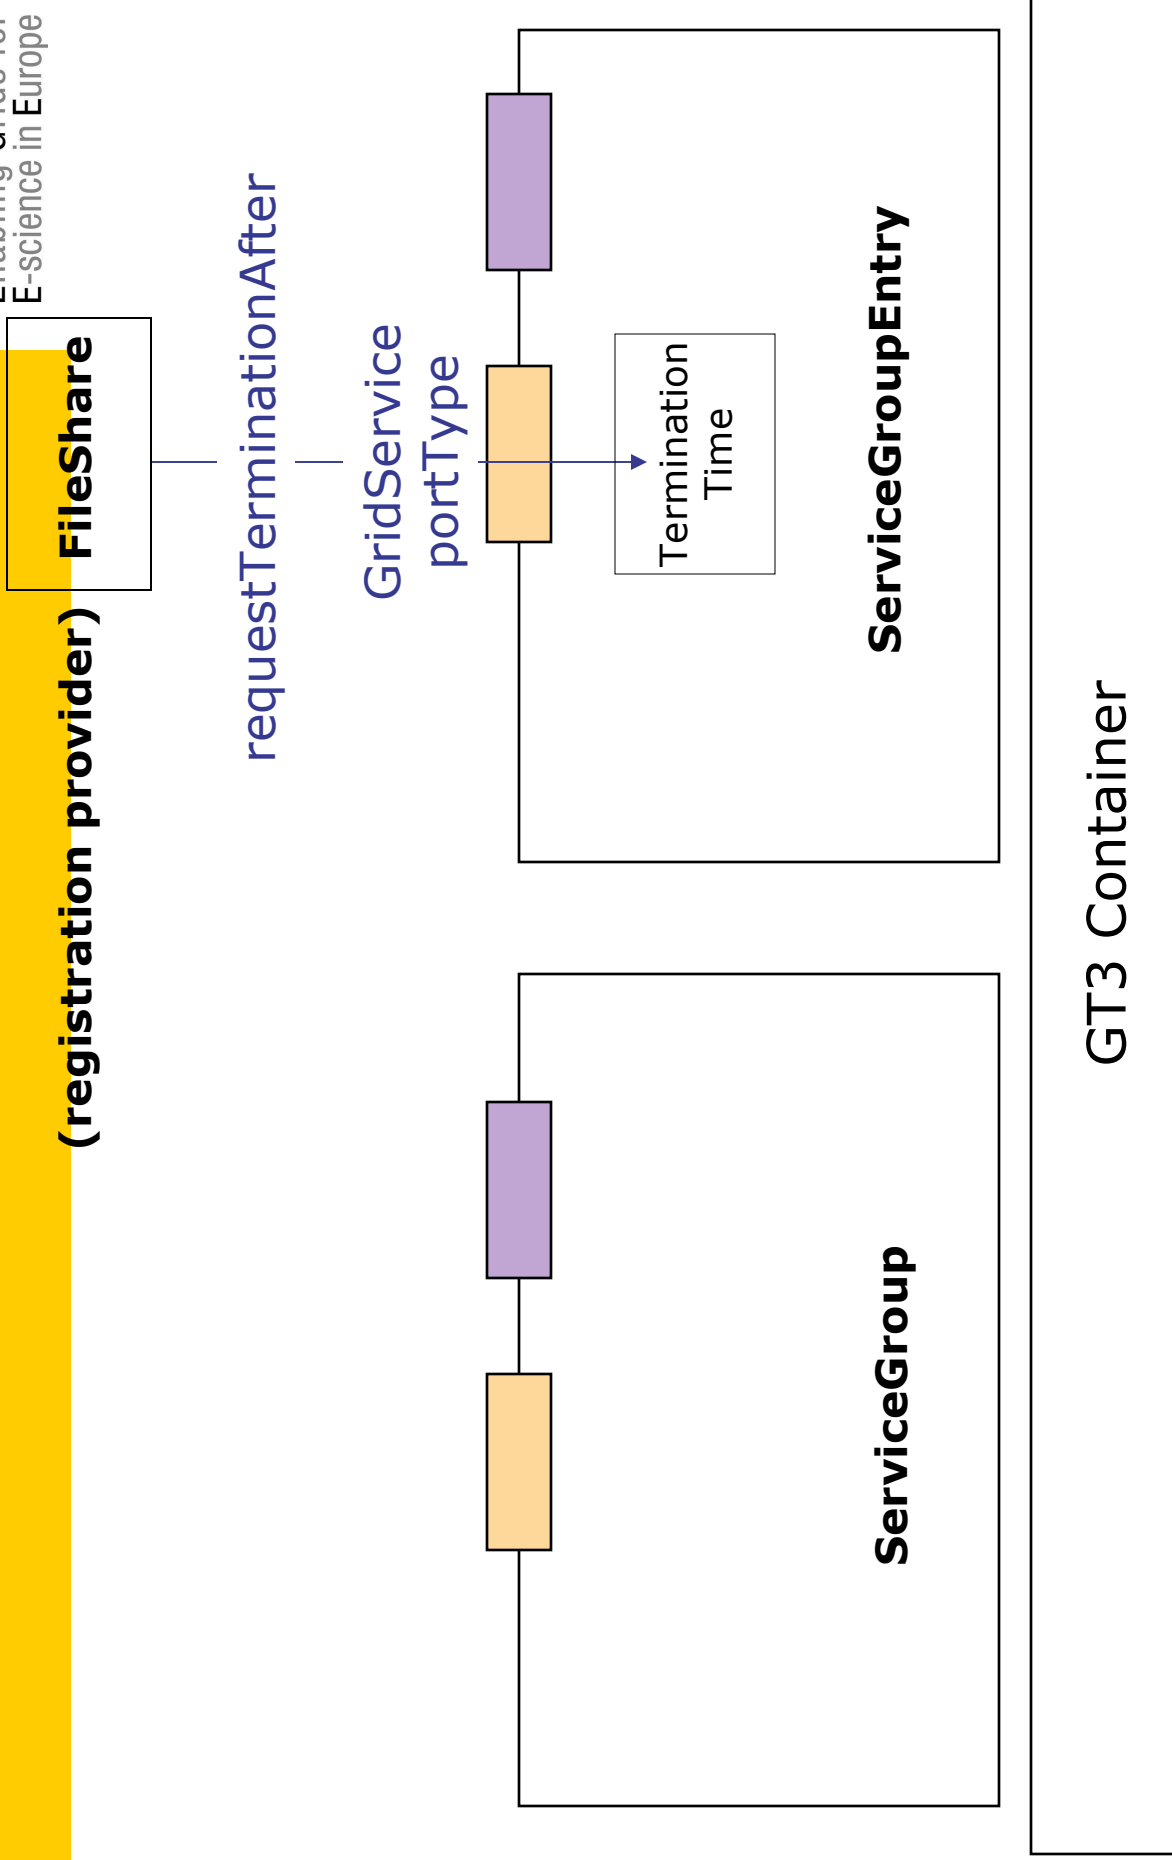 E-science in Europe
(registration provider) FileShare
requestTerminationAfter
GridService
portType
Termination
Time
ServiceGroup
ServiceGroupEntry
GT3 Container